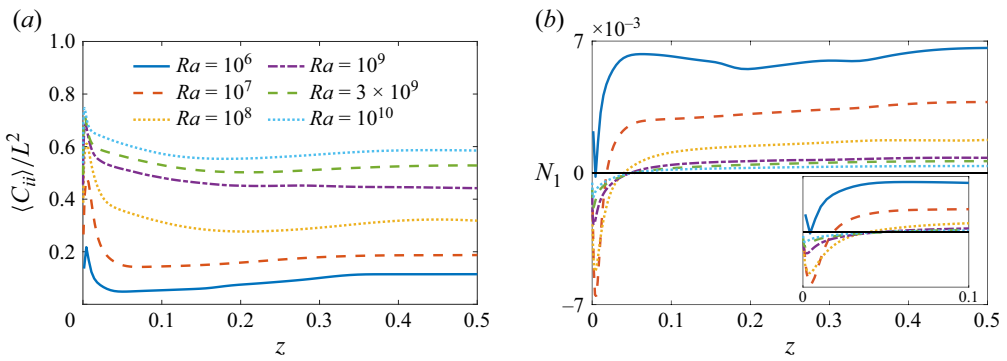 (a)
⟨C_ii⟩/L²
1.0
0.8
0.6
0.4
0.2
0
0.1
0.2
0.3
0.4
0.5
z
Ra = 10⁶
Ra = 10⁷
Ra = 10⁸
Ra = 10⁹
Ra = 3 × 10⁹
Ra = 10¹⁰
(b)
×10⁻³
7
N₁
0
−7
0
0.1
0.2
0.3
0.4
0.5
z
0
0.1